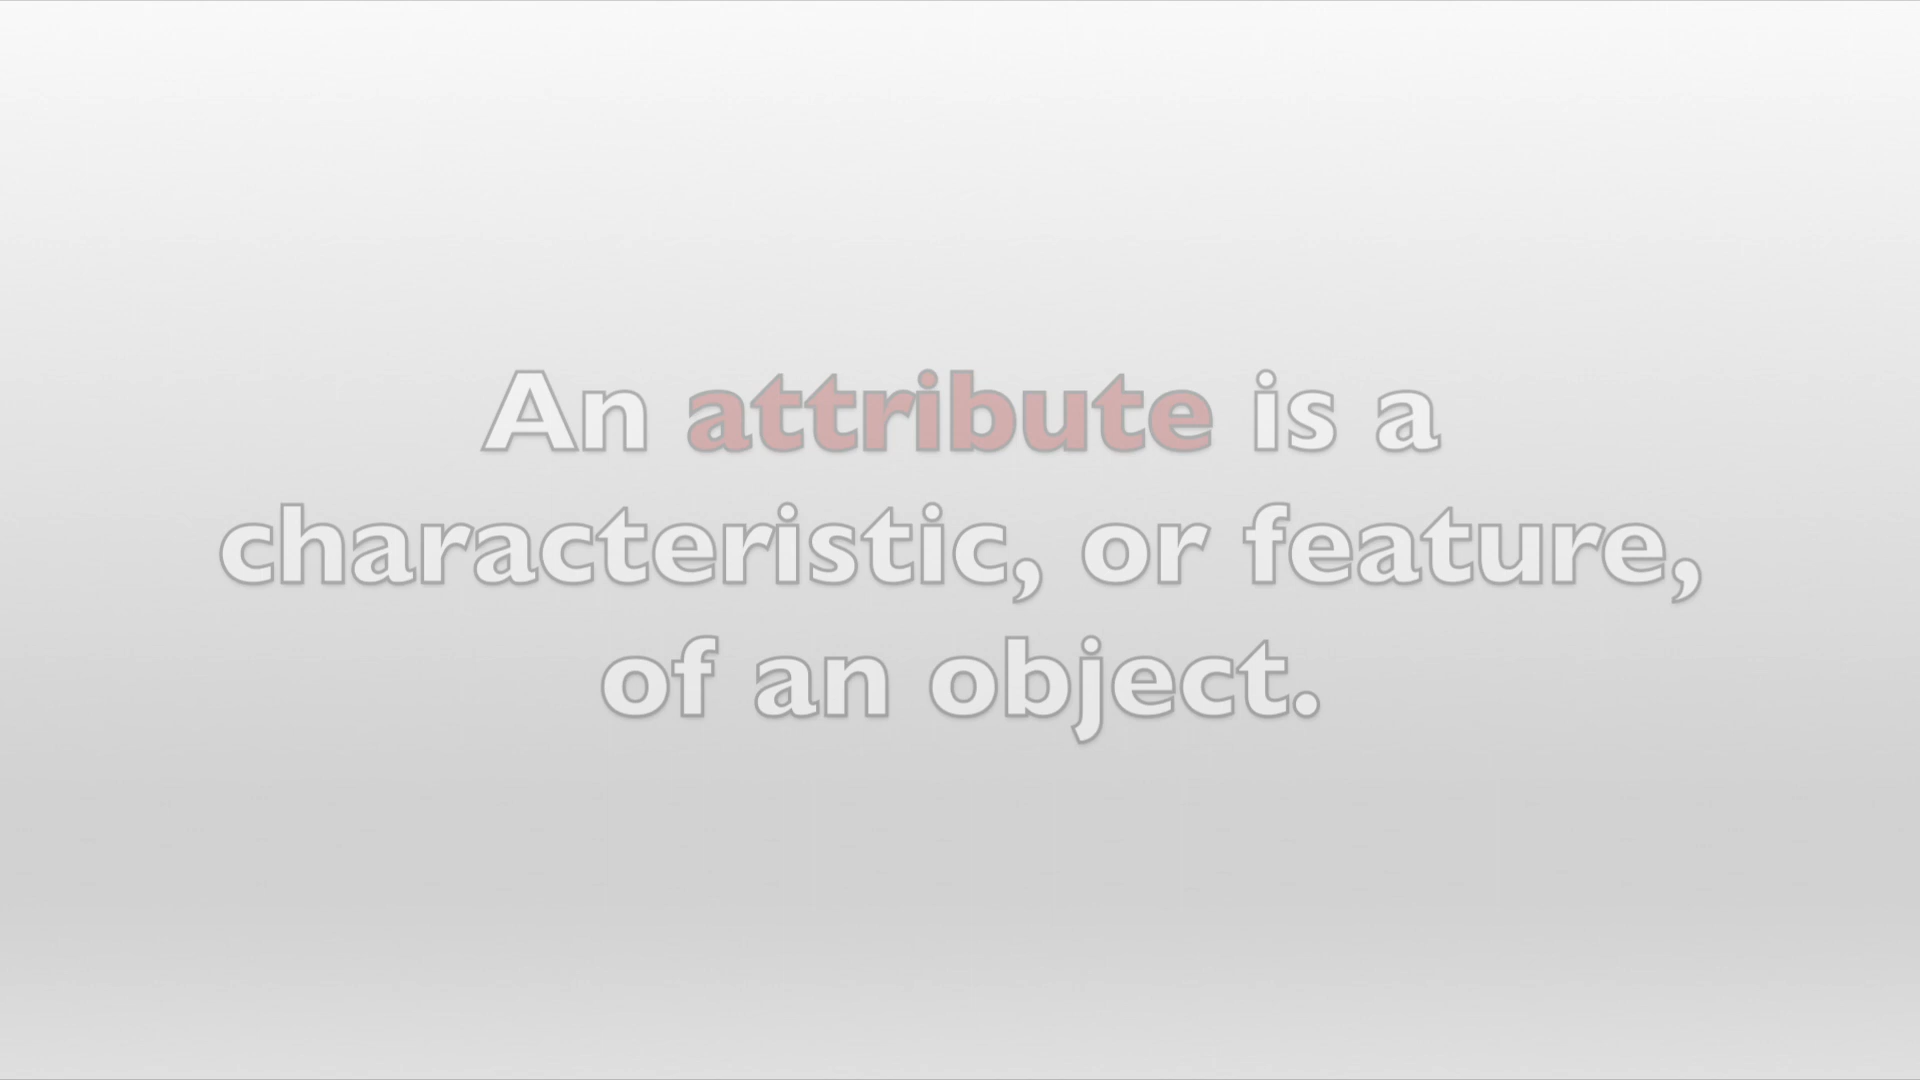 An attribute is a
characteristic, or feature,
of an object.